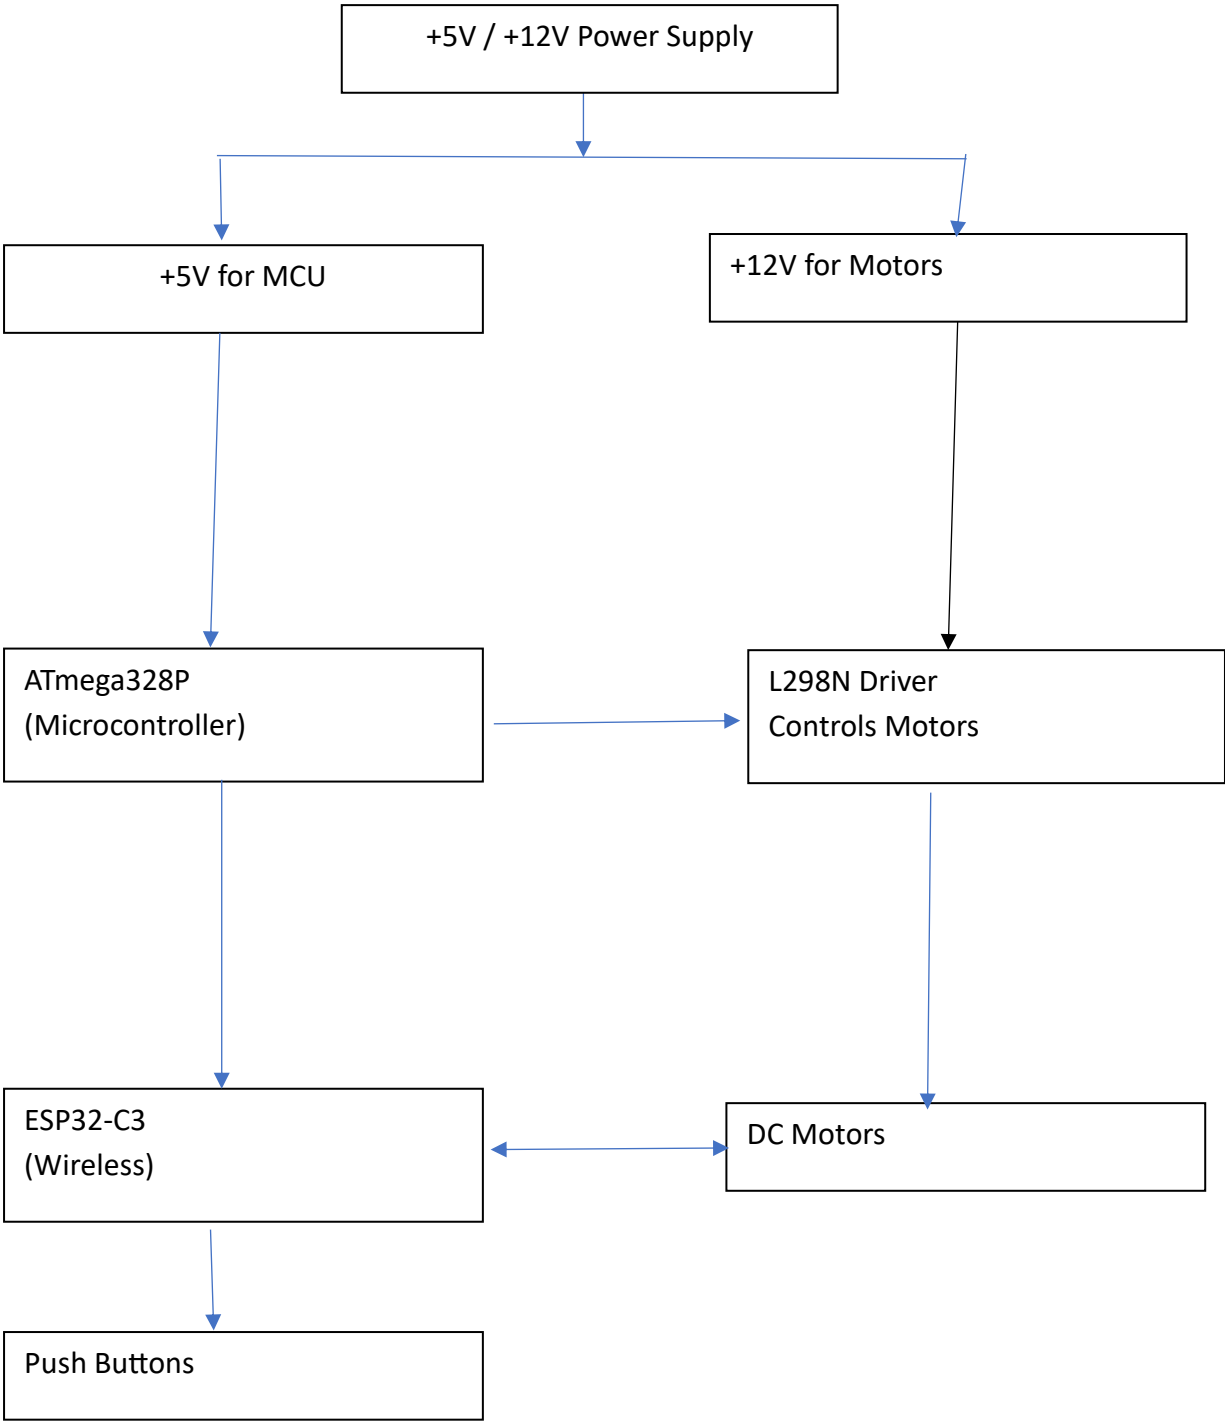 +5V / +12V Power Supply
+5V for MCU
+12V for Motors
ATmega328P
(Microcontroller)
L298N Driver
Controls Motors
ESP32-C3
(Wireless)
DC Motors
Push Buttons